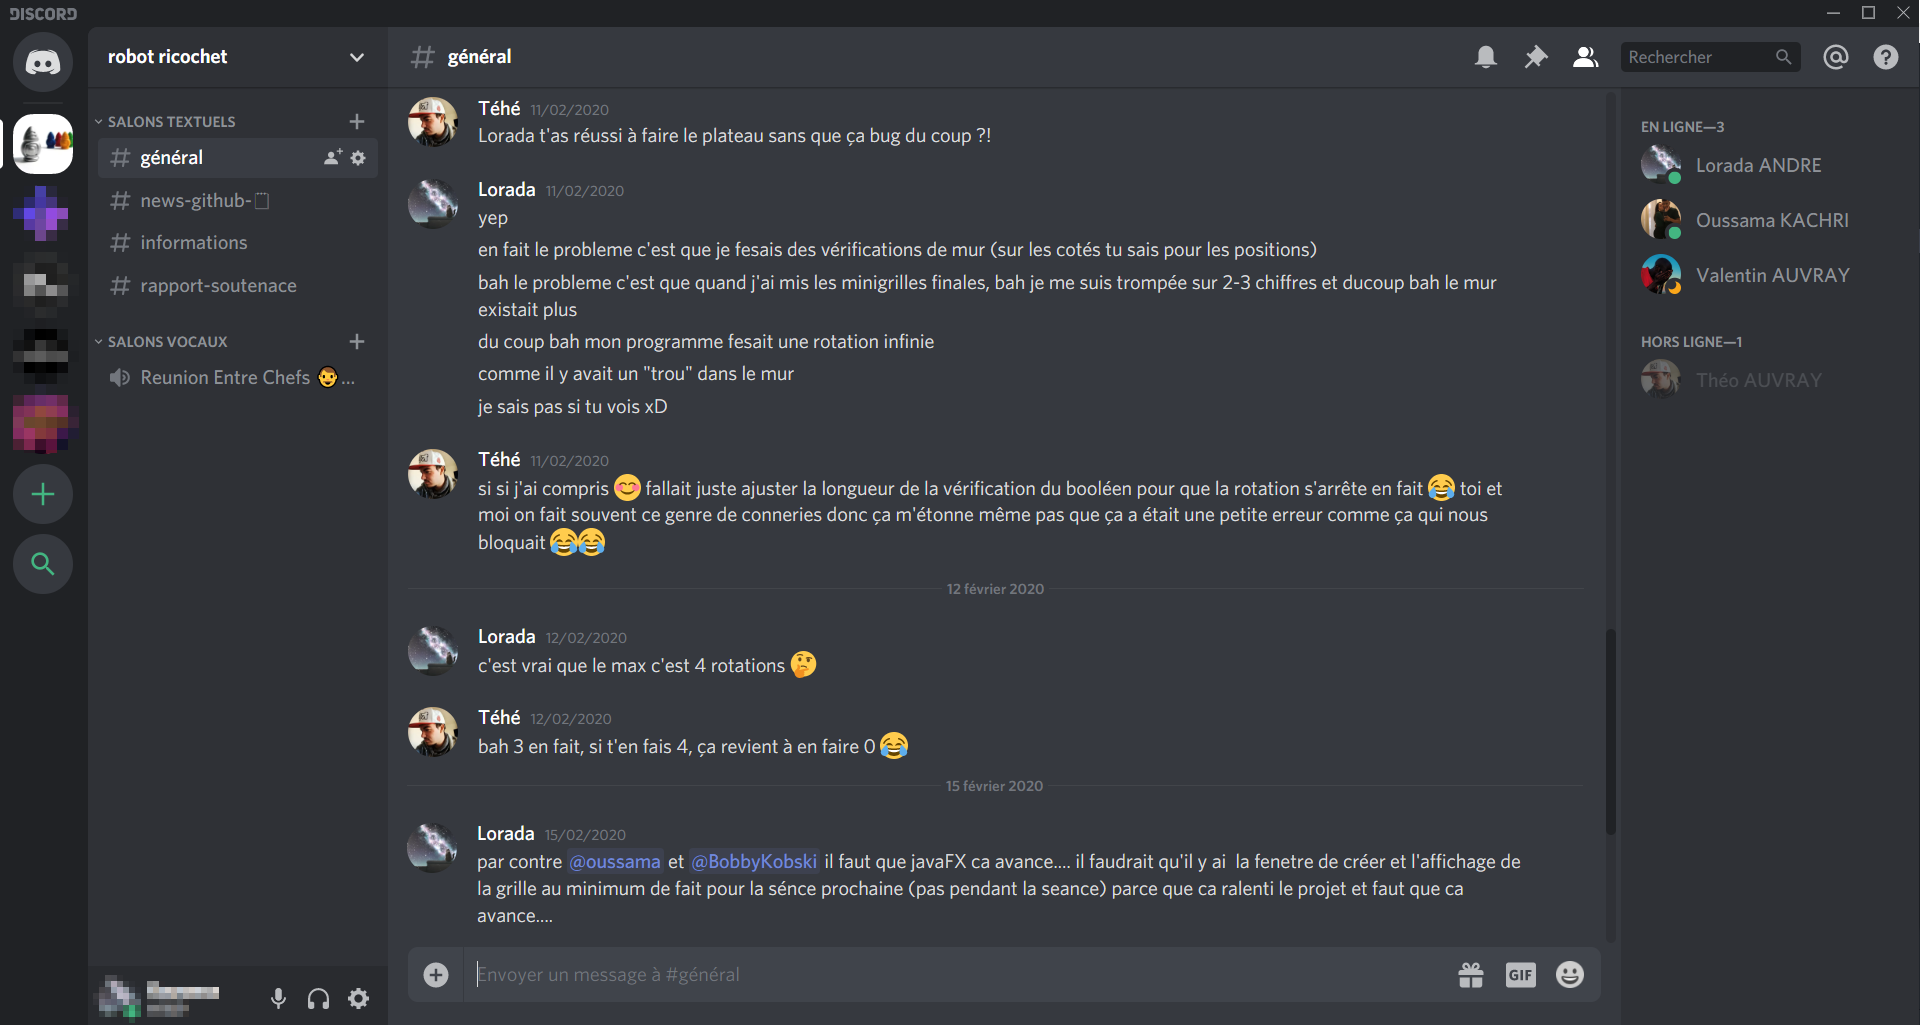 DISCORD
robot ricochet
# général
Rechercher
SALONS TEXTUELS
# général
# news-github-
# informations
# rapport-soutenace
SALONS VOCAUX
Reunion Entre Chefs 👨...
Téhé 11/02/2020
Lorada t'as réussi à faire le plateau sans que ça bug du coup ?!
Lorada 11/02/2020
yep
en fait le probleme c'est que je fesais des vérifications de mur (sur les cotés tu sais pour les positions)
bah le probleme c'est que quand j'ai mis les minigrilles finales, bah je me suis trompée sur 2-3 chiffres et ducoup bah le mur
existait plus
du coup bah mon programme fesait une rotation infinie
comme il y avait un "trou" dans le mur
je sais pas si tu vois xD
Téhé 11/02/2020
si si j'ai compris 😊 fallait juste ajuster la longueur de la vérification du booléen pour que la rotation s'arrête en fait 😂 toi et
moi on fait souvent ce genre de conneries donc ça m'étonne même pas que ça a était une petite erreur comme ça qui nous
bloquait 😂😂
12 février 2020
Lorada 12/02/2020
c'est vrai que le max c'est 4 rotations 🤔
Téhé 12/02/2020
bah 3 en fait, si t'en fais 4, ça revient à en faire 0 😂
15 février 2020
Lorada 15/02/2020
par contre @oussama et @BobbyKobski il faut que javaFX ca avance.... il faudrait qu'il y ai  la fenetre de créer et l'affichage de
la grille au minimum de fait pour la sénce prochaine (pas pendant la seance) parce que ca ralenti le projet et faut que ca
avance....
Envoyer un message à #général
GIF
EN LIGNE—3
Lorada ANDRE
Oussama KACHRI
Valentin AUVRAY
HORS LIGNE—1
Théo AUVRAY